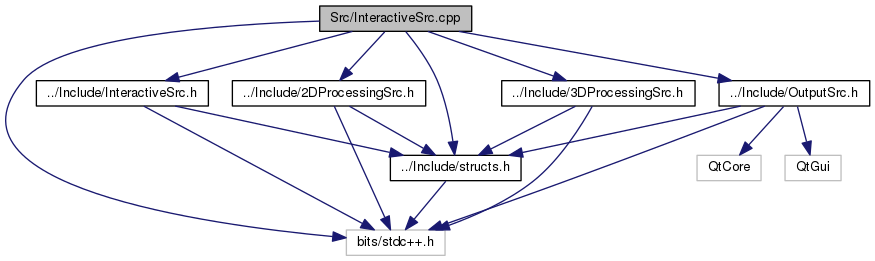 Src/InteractiveSrc.cpp
../Include/InteractiveSrc.h
../Include/2DProcessingSrc.h
../Include/3DProcessingSrc.h
../Include/OutputSrc.h
../Include/structs.h
QtCore
QtGui
bits/stdc++.h